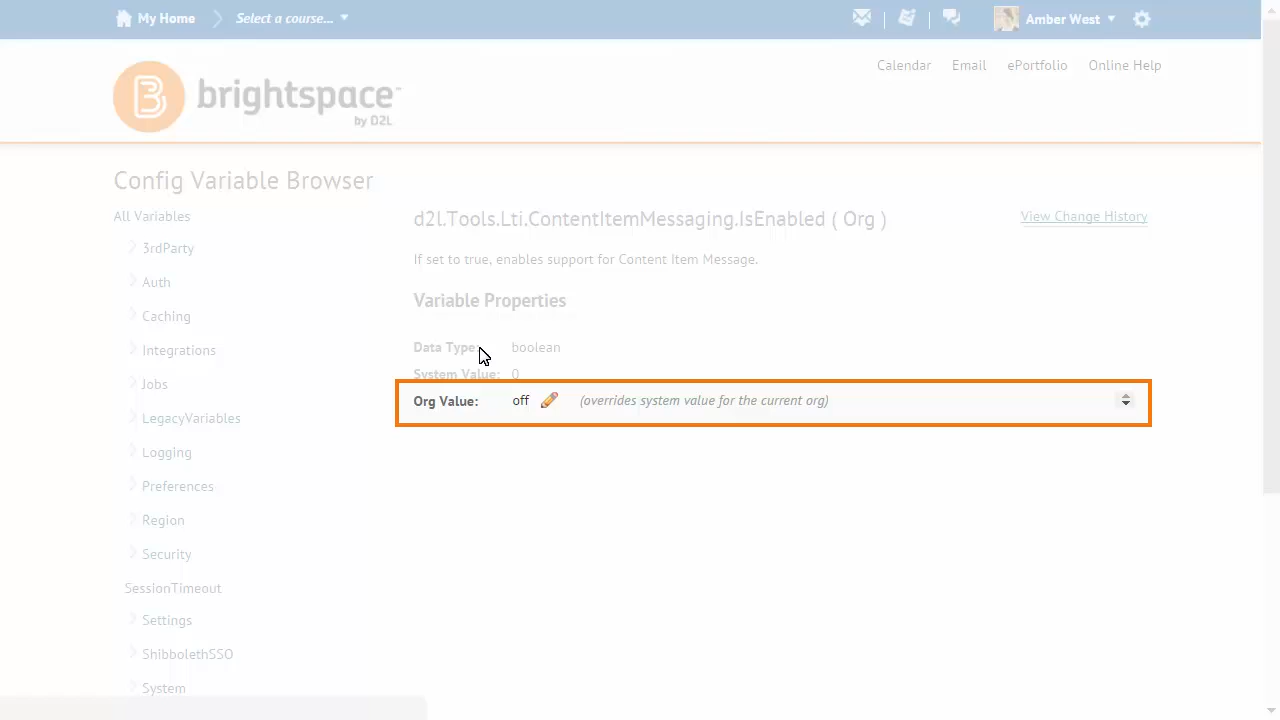 My Home Select a course... Amber West
Calendar Email ePortfolio Online Help
brightspace
by D2L
Config Variable Browser
All Variables
3rdParty
Auth
Caching
Integrations
Jobs
LegacyVariables
Logging
Preferences
Region
Security
SessionTimeout
Settings
ShibbolethSSO
System
d2l.Tools.Lti.ContentItemMessaging.IsEnabled ( Org ) View Change History
If set to true, enables support for Content Item Message.
Variable Properties
Data Type: boolean
System Value: 0
Org Value: off (overrides system value for the current org)